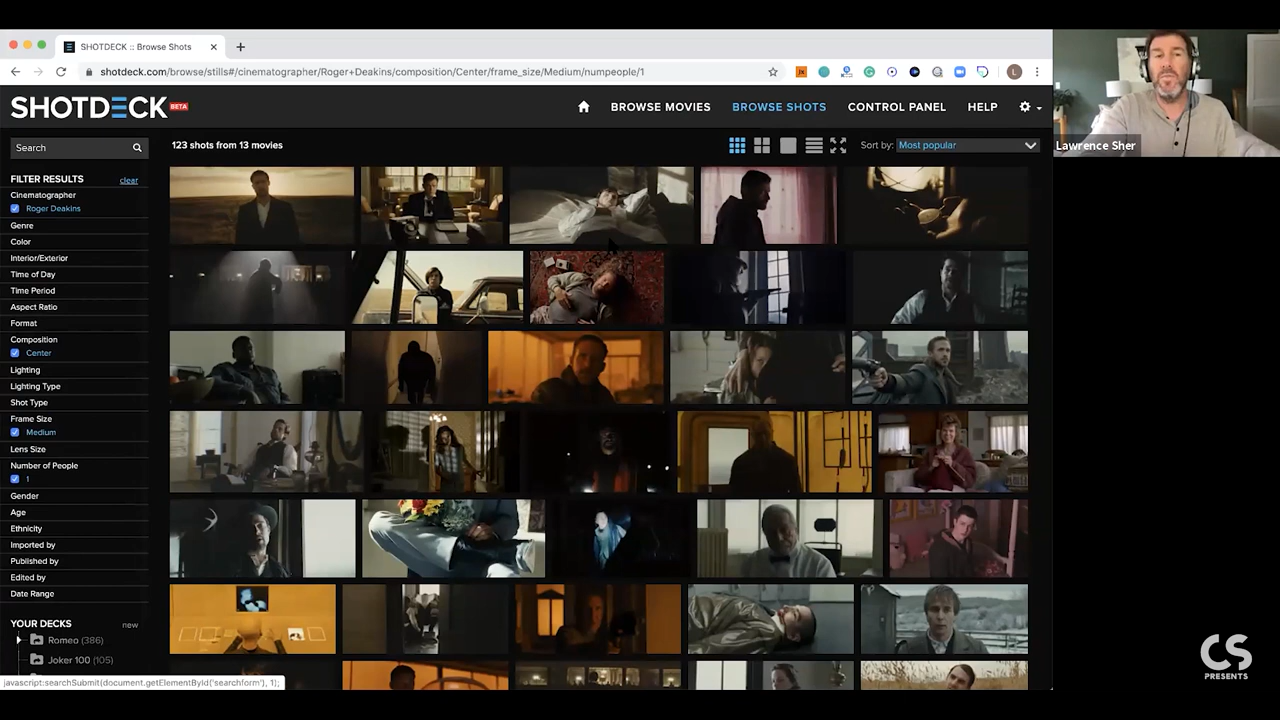 SHOTDECK :: Browse Shots
shotdeck.com/browse/stills#/cinematographer/Roger+Deakins/composition/Center/frame_size/Medium/numpeople/1
L
SHOTDECK BETA
BROWSE MOVIES
BROWSE SHOTS
CONTROL PANEL
HELP
Lawrence Sher
Search
123 shots from 13 movies
Sort by:
Most popular
FILTER RESULTS
clear
Cinematographer
Roger Deakins
Genre
Color
Interior/Exterior
Time of Day
Time Period
Aspect Ratio
Format
Composition
Center
Lighting
Lighting Type
Shot Type
Frame Size
Medium
Lens Size
Number of People
1
Gender
Age
Ethnicity
Imported by
Published by
Edited by
Date Range
YOUR DECKS
new
Romeo (386)
Joker 100 (105)
javascript:searchSubmit(document.getElementById('searchform'), 1);
CS
PRESENTS